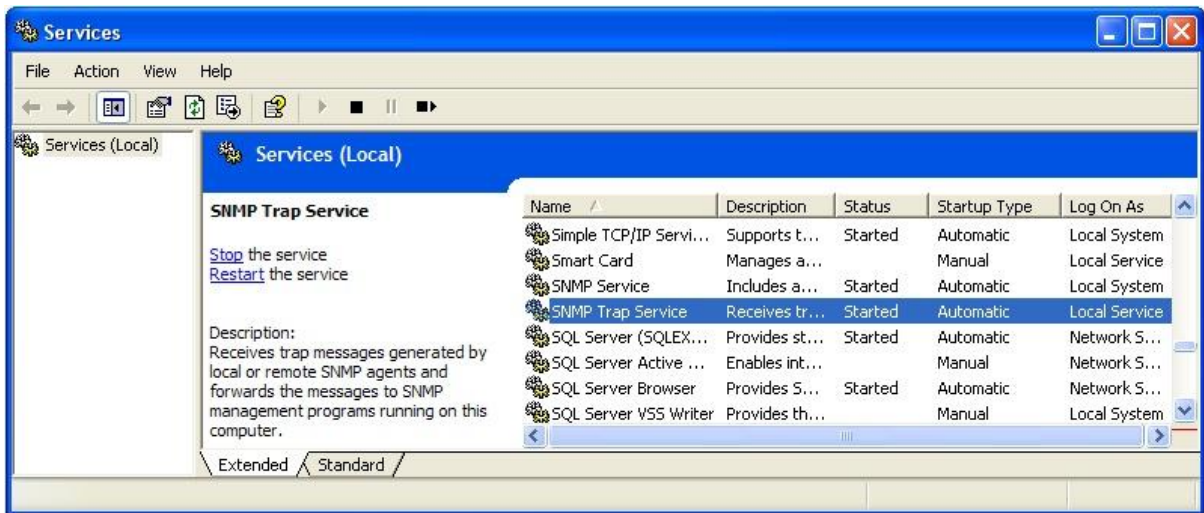 Services
File Action View Help
Services (Local)
Services (Local)
SNMP Trap Service
Stop the service
Restart the service
Description:
Receives trap messages generated by
local or remote SNMP agents and
forwards the messages to SNMP
management programs running on this
computer.
Name Description Status Startup Type Log On As
Simple TCP/IP Servi... Supports t... Started Automatic Local System
Smart Card Manages a... Manual Local Service
SNMP Service Includes a... Started Automatic Local System
SNMP Trap Service Receives tr... Started Automatic Local Service
SQL Server (SQLEX... Provides st... Started Automatic Network S...
SQL Server Active ... Enables int... Manual Network S...
SQL Server Browser Provides S... Started Automatic Network S...
SQL Server VSS Writer Provides th... Manual Local System
Extended Standard